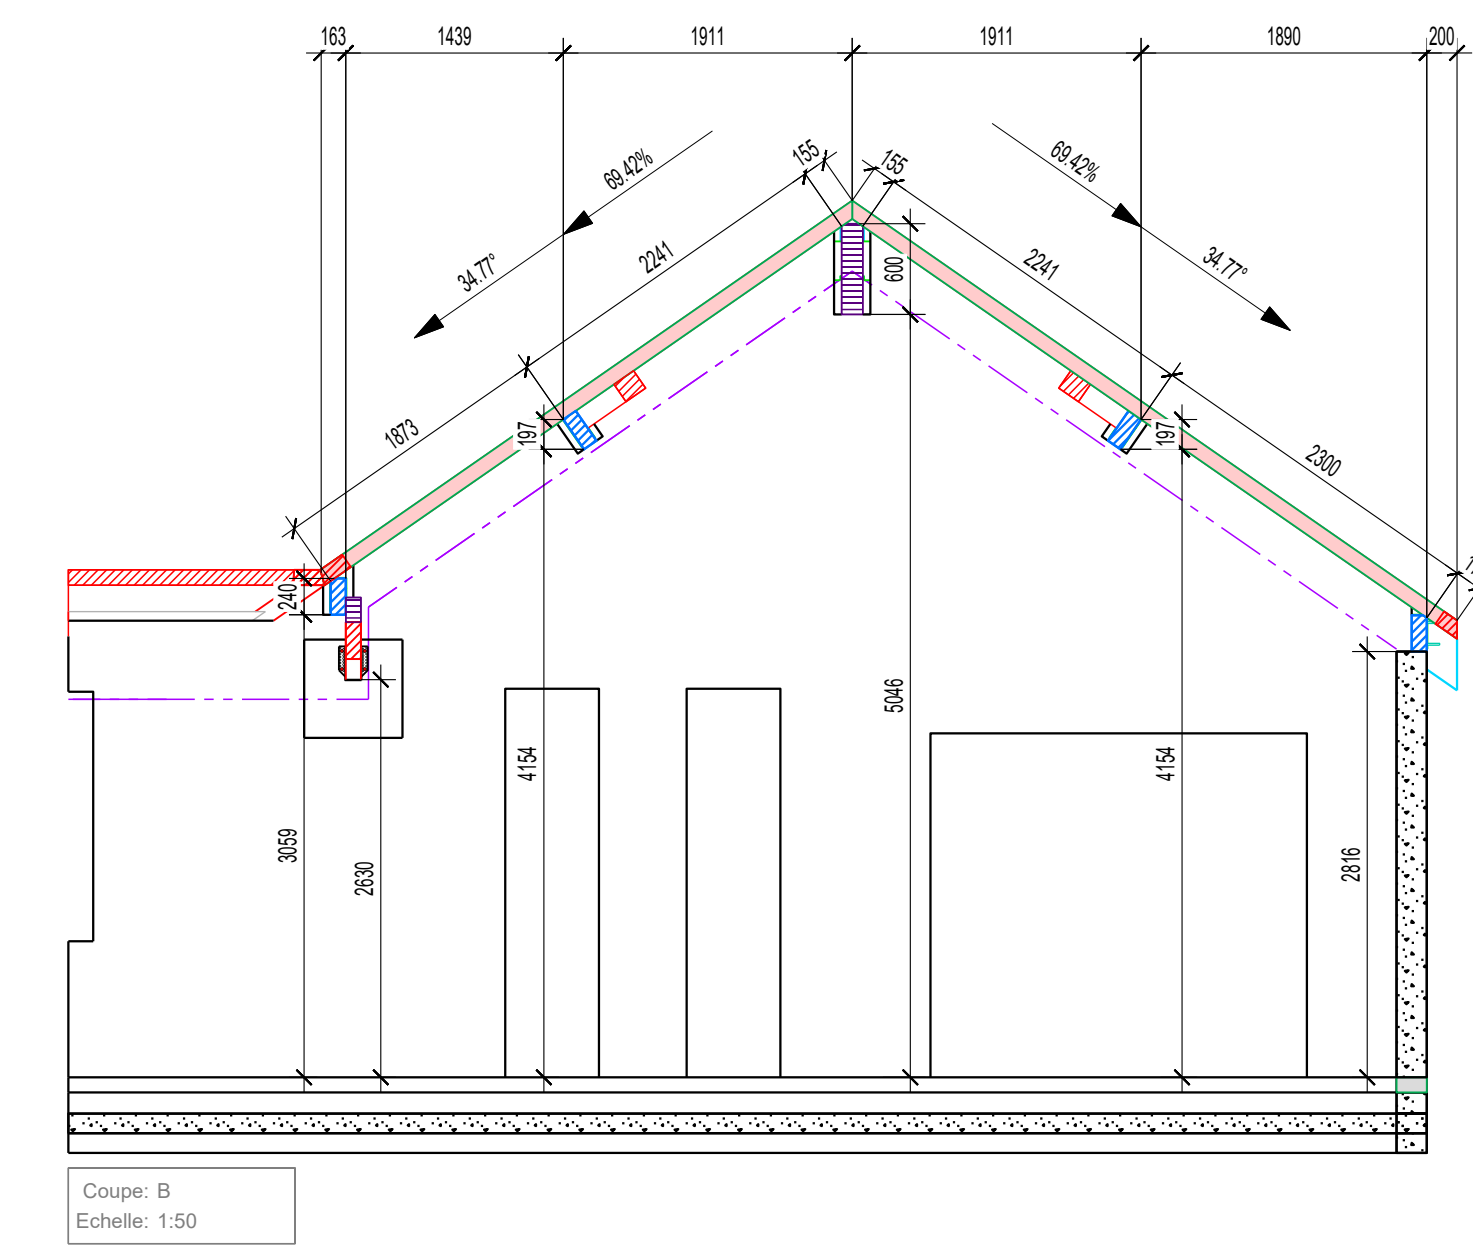 163 1439 1911 1911 1890 200
69.42% 155 155 69.42%
34.77° 2241 600 2241 34.77°
1873 197 197 2300
240
5046
4154 4154
3059 2630 2816
Coupe: B
Echelle: 1:50